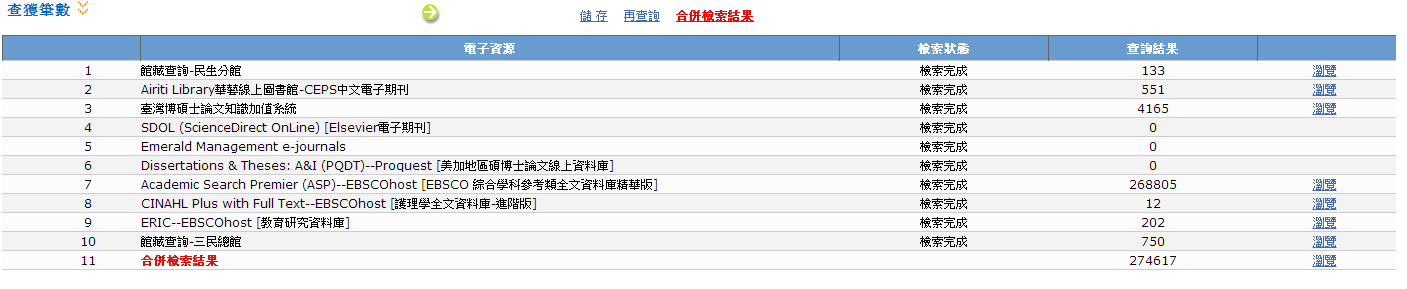 查獲筆數
儲存 再查詢 合併檢索結果
電子資源 檢索狀態 查詢結果
1 館藏查詢-民生分館 檢索完成 133 瀏覽
2 Airiti Library華藝線上圖書館-CEPS中文電子期刊 檢索完成 551 瀏覽
3 臺灣博碩士論文知識加值系統 檢索完成 4165 瀏覽
4 SDOL (ScienceDirect OnLine) [Elsevier電子期刊] 檢索完成 0
5 Emerald Management e-journals 檢索完成 0
6 Dissertations & Theses: A&I (PQDT)--Proquest [美加地區碩博士論文線上資料庫] 檢索完成 0
7 Academic Search Premier (ASP)--EBSCOhost [EBSCO 綜合學科參考類全文資料庫精華版] 檢索完成 268805 瀏覽
8 CINAHL Plus with Full Text--EBSCOhost [護理學全文資料庫-進階版] 檢索完成 12 瀏覽
9 ERIC--EBSCOhost [教育研究資料庫] 檢索完成 202 瀏覽
10 館藏查詢-三民總館 檢索完成 750 瀏覽
11 合併檢索結果 274617 瀏覽